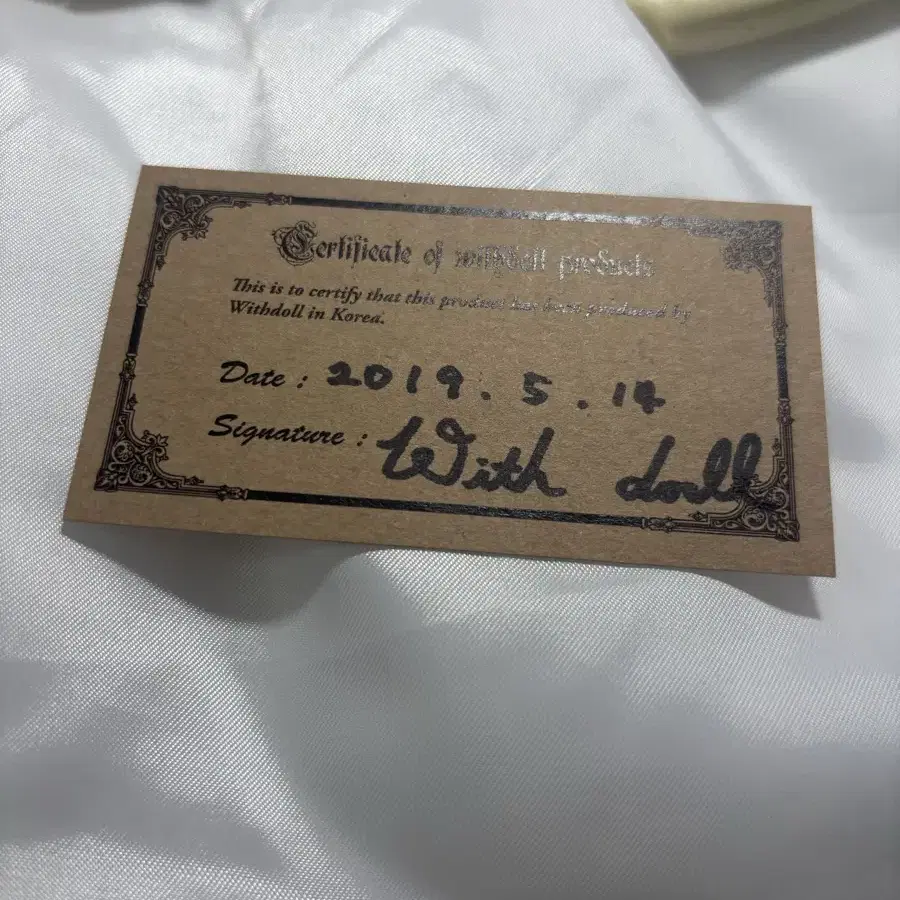 Certificate of withdoll products
This is to certify that this product has been produced by
Withdoll in Korea.
Date : 2019. 5. 14
Signature : With doll